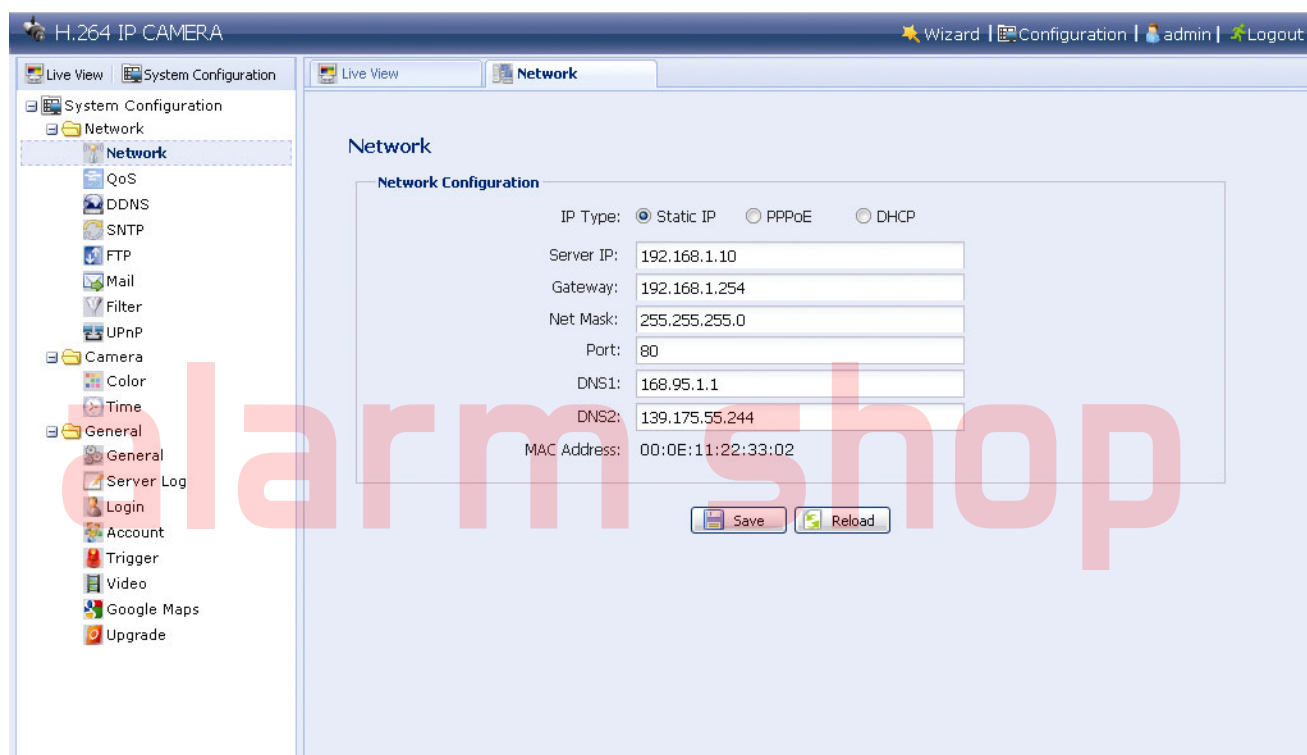 H.264 IP CAMERA
Wizard | Configuration | admin | Logout
Live View System Configuration
Live View Network
System Configuration
Network
Network
QoS
DDNS
SNTP
FTP
Mail
Filter
UPnP
Camera
Color
Time
General
General
Server Log
Login
Account
Trigger
Video
Google Maps
Upgrade
Network
Network Configuration
IP Type: Static IP PPPoE DHCP
Server IP: 192.168.1.10
Gateway: 192.168.1.254
Net Mask: 255.255.255.0
Port: 80
DNS1: 168.95.1.1
DNS2: 139.175.55.244
MAC Address: 00:0E:11:22:33:02
Save Reload
alarm shop